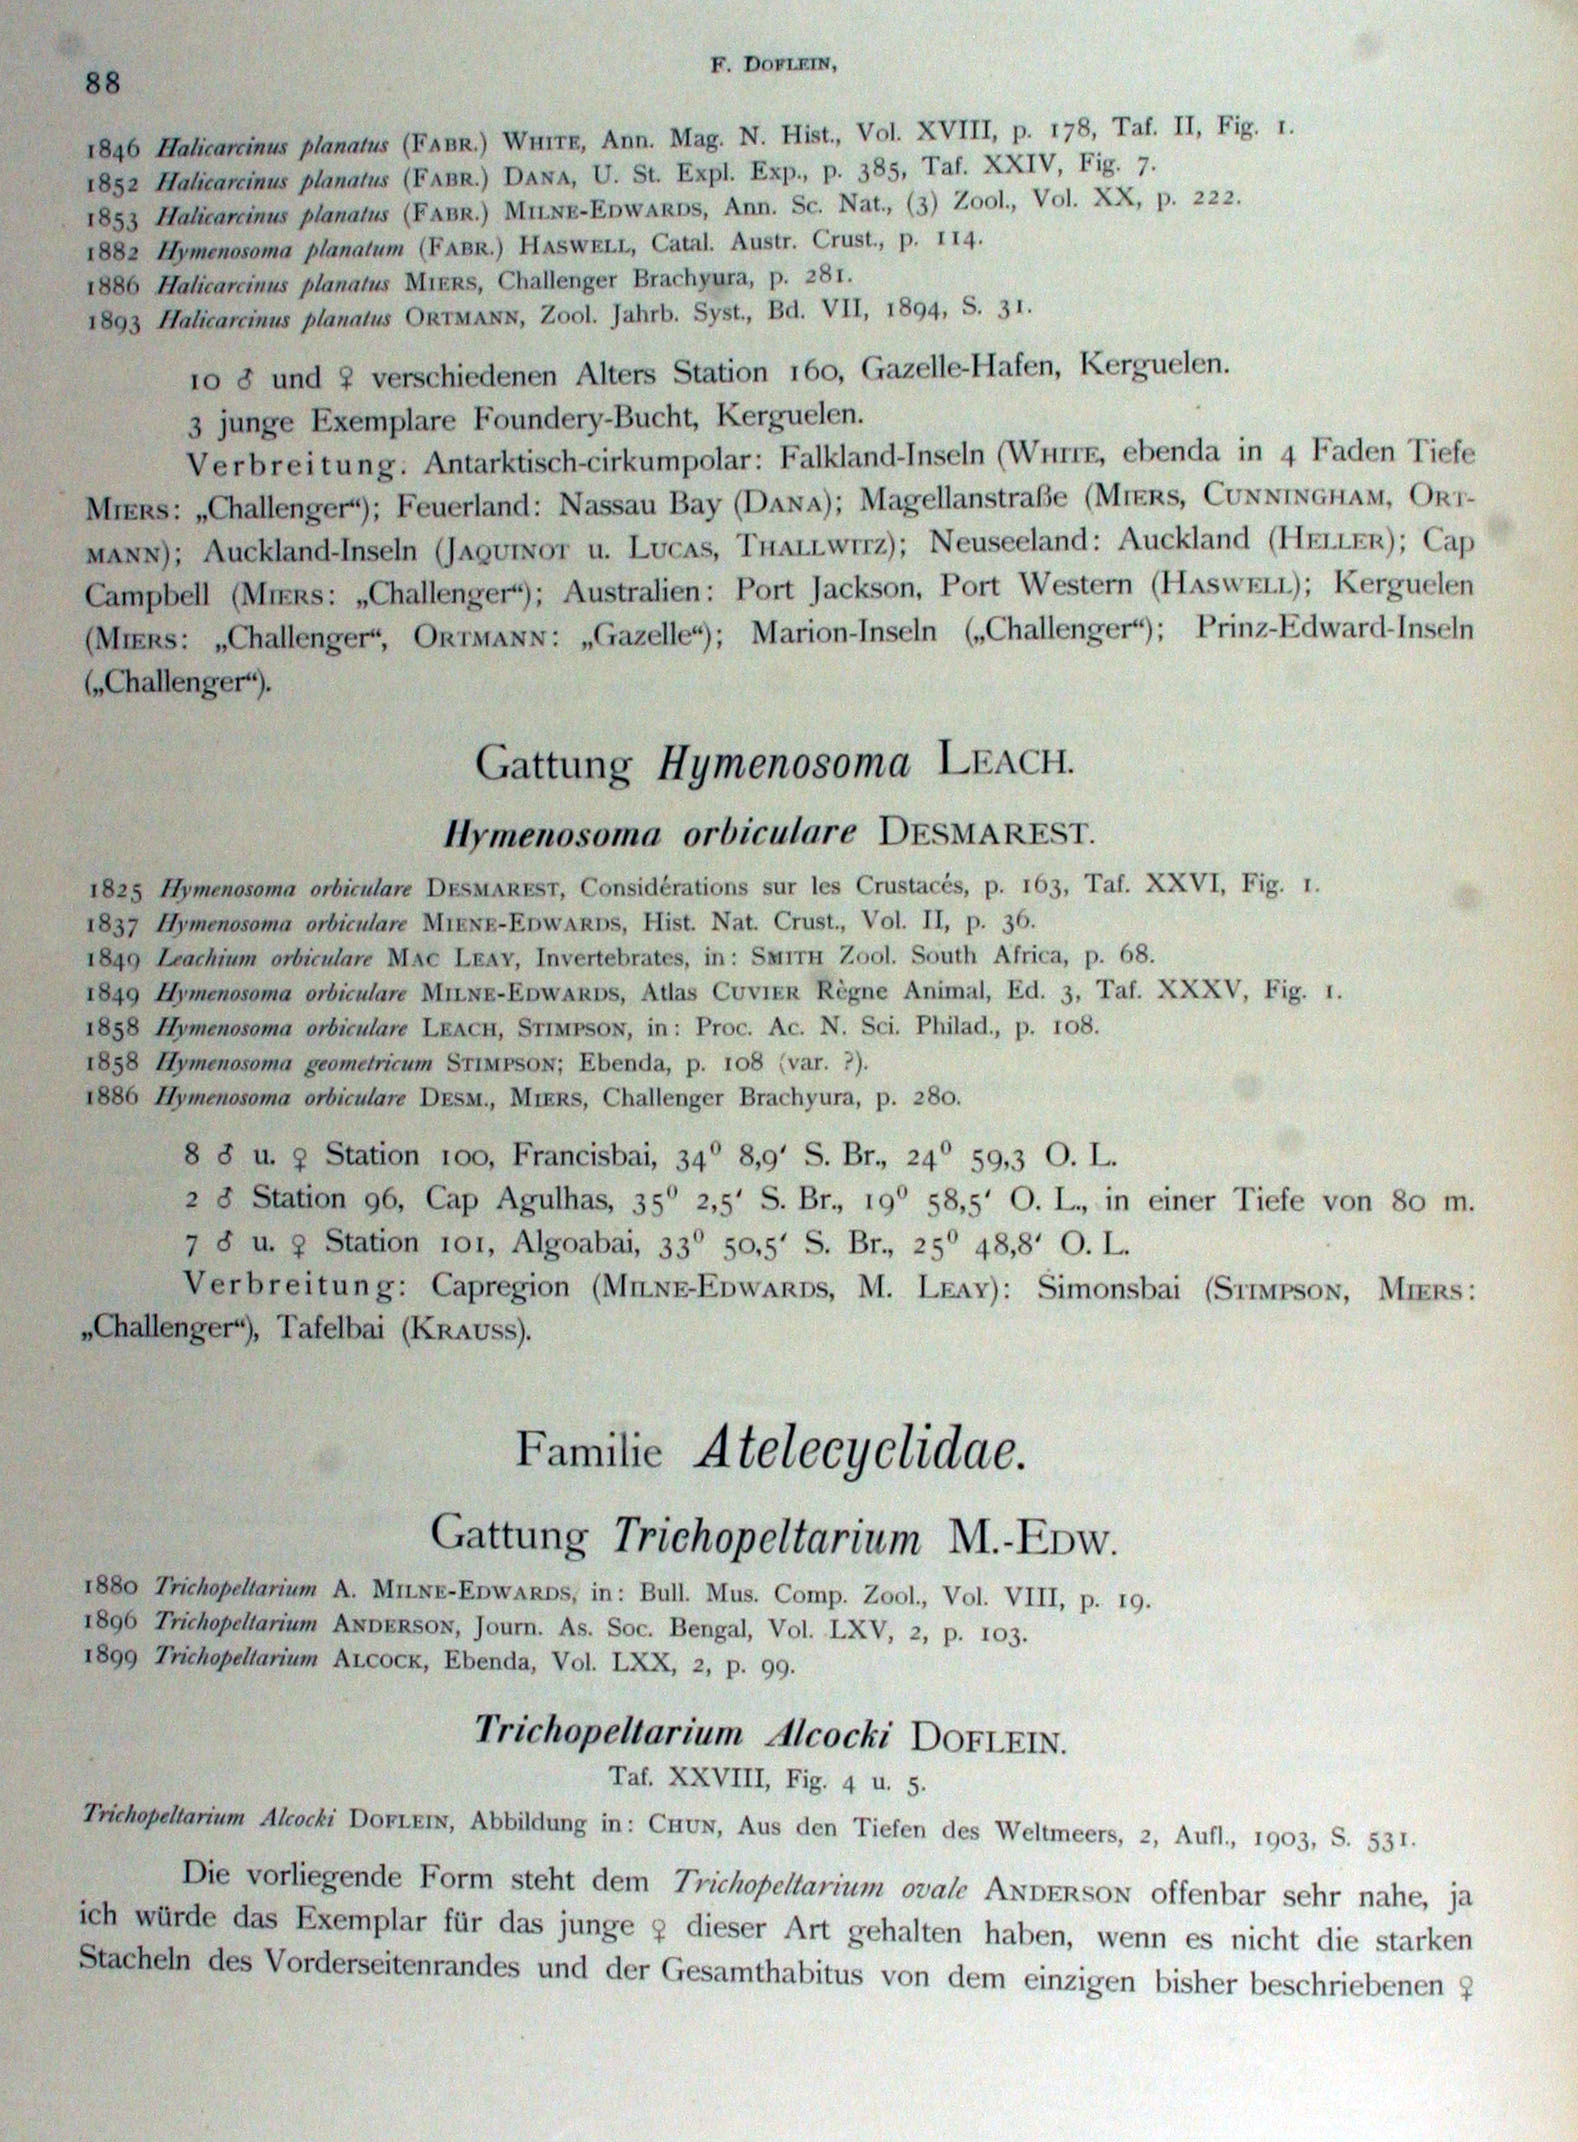 88
F. DOFLEIN,
1846 Halicarcinus planatus (FABR.) WHITE, Ann. Mag. N. Hist., Vol. XVIII, p. 178, Taf. II, Fig. 1.
1852 Halicarcinus planatus (FABR.) DANA, U. St. Expl. Exp., p. 385, Taf. XXIV, Fig. 7.
1853 Halicarcinus planatus (FABR.) MILNE-EDWARDS, Ann. Sc. Nat., (3) Zool., Vol. XX, p. 222.
1882 Hymenosoma planatum (FABR.) HASWELL, Catal. Austr. Crust., p. 114.
1886 Halicarcinus planatus MIERS, Challenger Brachyura, p. 281.
1893 Halicarcinus planatus ORTMANN, Zool. Jahrb. Syst., Bd. VII, 1894, S. 31.
10 ♂ und ♀ verschiedenen Alters Station 160, Gazelle-Hafen, Kerguelen.
3 junge Exemplare Foundery-Bucht, Kerguelen.
Verbreitung: Antarktisch-cirkumpolar: Falkland-Inseln (WHITE, ebenda in 4 Faden Tiefe
MIERS: „Challenger“); Feuerland: Nassau Bay (DANA); Magellanstraße (MIERS, CUNNINGHAM, ORT-
MANN); Auckland-Inseln (JAQUINOT u. LUCAS, THALLWITZ); Neuseeland: Auckland (HELLER); Cap
Campbell (MIERS: „Challenger“); Australien: Port Jackson, Port Western (HASWELL); Kerguelen
(MIERS: „Challenger“, ORTMANN: „Gazelle“); Marion-Inseln („Challenger“); Prinz-Edward-Inseln
(„Challenger“).
Gattung Hymenosoma LEACH.
Hymenosoma orbiculare DESMAREST.
1825 Hymenosoma orbiculare DESMAREST, Considérations sur les Crustacés, p. 163, Taf. XXVI, Fig. 1.
1837 Hymenosoma orbiculare MIENE-EDWARDS, Hist. Nat. Crust., Vol. II, p. 36.
1849 Leachium orbiculare MAC LEAY, Invertebrates, in: SMITH Zool. South Africa, p. 68.
1849 Hymenosoma orbiculare MILNE-EDWARDS, Atlas CUVIER Règne Animal, Ed. 3, Taf. XXXV, Fig. 1.
1858 Hymenosoma orbiculare LEACH, STIMPSON, in: Proc. Ac. N. Sci. Philad., p. 108.
1858 Hymenosoma geometricum STIMPSON; Ebenda, p. 108 (var. ?).
1886 Hymenosoma orbiculare DESM., MIERS, Challenger Brachyura, p. 280.
8 ♂ u. ♀ Station 100, Francisbai, 34⁰ 8,9′ S. Br., 24⁰ 59,3 O. L.
2 ♂ Station 96, Cap Agulhas, 35⁰ 2,5′ S. Br., 19⁰ 58,5′ O. L., in einer Tiefe von 80 m.
7 ♂ u. ♀ Station 101, Algoabai, 33⁰ 50,5′ S. Br., 25⁰ 48,8′ O. L.
Verbreitung: Capregion (MILNE-EDWARDS, M. LEAY): Simonsbai (STIMPSON, MIERS:
„Challenger“), Tafelbai (KRAUSS).
Familie Atelecyclidae.
Gattung Trichopeltarium M.-EDW.
1880 Trichopeltarium A. MILNE-EDWARDS, in: Bull. Mus. Comp. Zool., Vol. VIII, p. 19.
1896 Trichopeltarium ANDERSON, Journ. As. Soc. Bengal, Vol. LXV, 2, p. 103.
1899 Trichopeltarium ALCOCK, Ebenda, Vol. LXX, 2, p. 99.
Trichopeltarium Alcocki DOFLEIN.
Taf. XXVIII, Fig. 4 u. 5.
Trichopeltarium Alcocki DOFLEIN, Abbildung in: CHUN, Aus den Tiefen des Weltmeers, 2, Aufl., 1903, S. 531.
Die vorliegende Form steht dem Trichopeltarium ovale ANDERSON offenbar sehr nahe, ja
ich würde das Exemplar für das junge ♀ dieser Art gehalten haben, wenn es nicht die starken
Stacheln des Vorderseitenrandes und der Gesamthabitus von dem einzigen bisher beschriebenen ♀